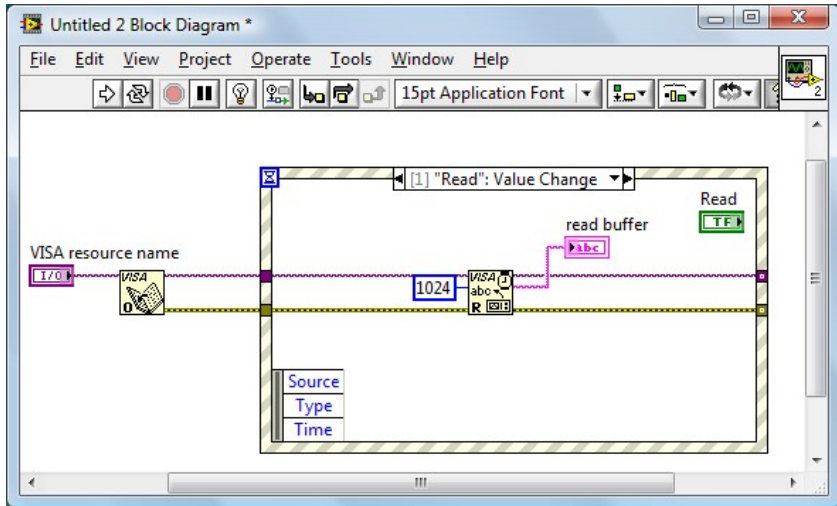 Untitled 2 Block Diagram *
File Edit View Project Operate Tools Window Help
15pt Application Font
2
[1] "Read": Value Change
Read
TF
read buffer
abc
VISA resource name
I/O
VISA
O
1024
VISA
abc
R
Source
Type
Time